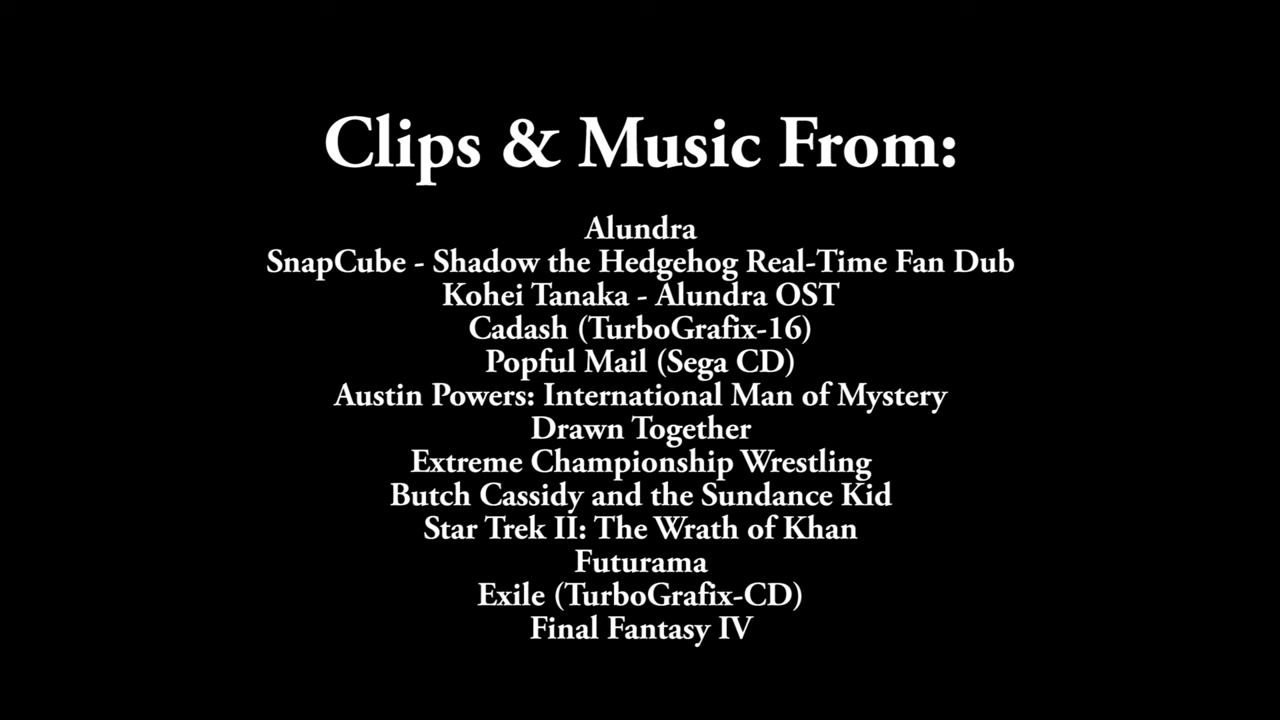 Clips & Music From:
Alundra
SnapCube - Shadow the Hedgehog Real-Time Fan Dub
Kohei Tanaka - Alundra OST
Cadash (TurboGrafix-16)
Popful Mail (Sega CD)
Austin Powers: International Man of Mystery
Drawn Together
Extreme Championship Wrestling
Butch Cassidy and the Sundance Kid
Star Trek II: The Wrath of Khan
Futurama
Exile (TurboGrafix-CD)
Final Fantasy IV